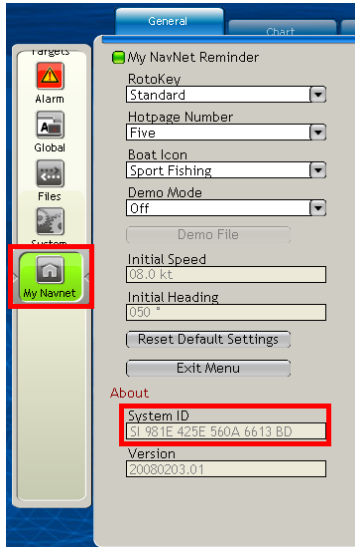 General
Chart
Targets
Alarm
Global
Files
System
My Navnet
My NavNet Reminder
RotoKey
Standard
Hotpage Number
Five
Boat Icon
Sport Fishing
Demo Mode
Off
Demo File
Initial Speed
08.0 kt
Initial Heading
050 °
Reset Default Settings
Exit Menu
About
System ID
SI 981E 425E 560A 6613 BD
Version
20080203.01